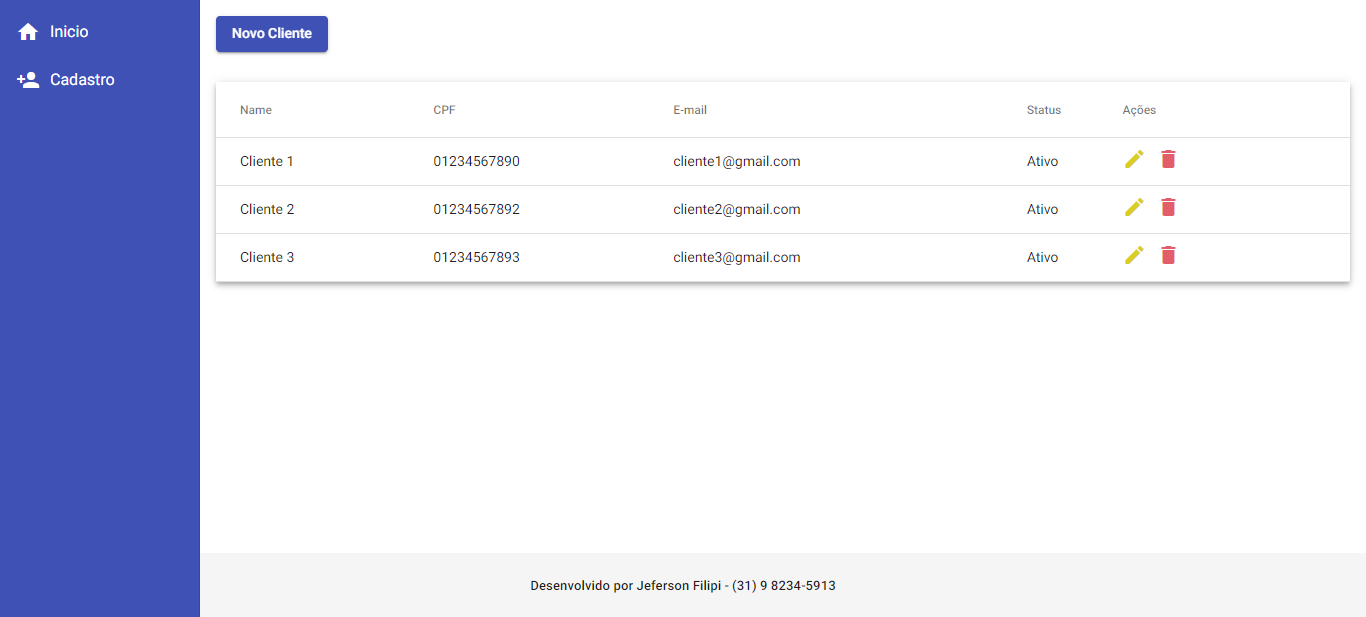 Inicio
Cadastro
Novo Cliente
Name CPF E-mail Status Ações
Cliente 1 01234567890 cliente1@gmail.com Ativo
Cliente 2 01234567892 cliente2@gmail.com Ativo
Cliente 3 01234567893 cliente3@gmail.com Ativo
Desenvolvido por Jeferson Filipi - (31) 9 8234-5913